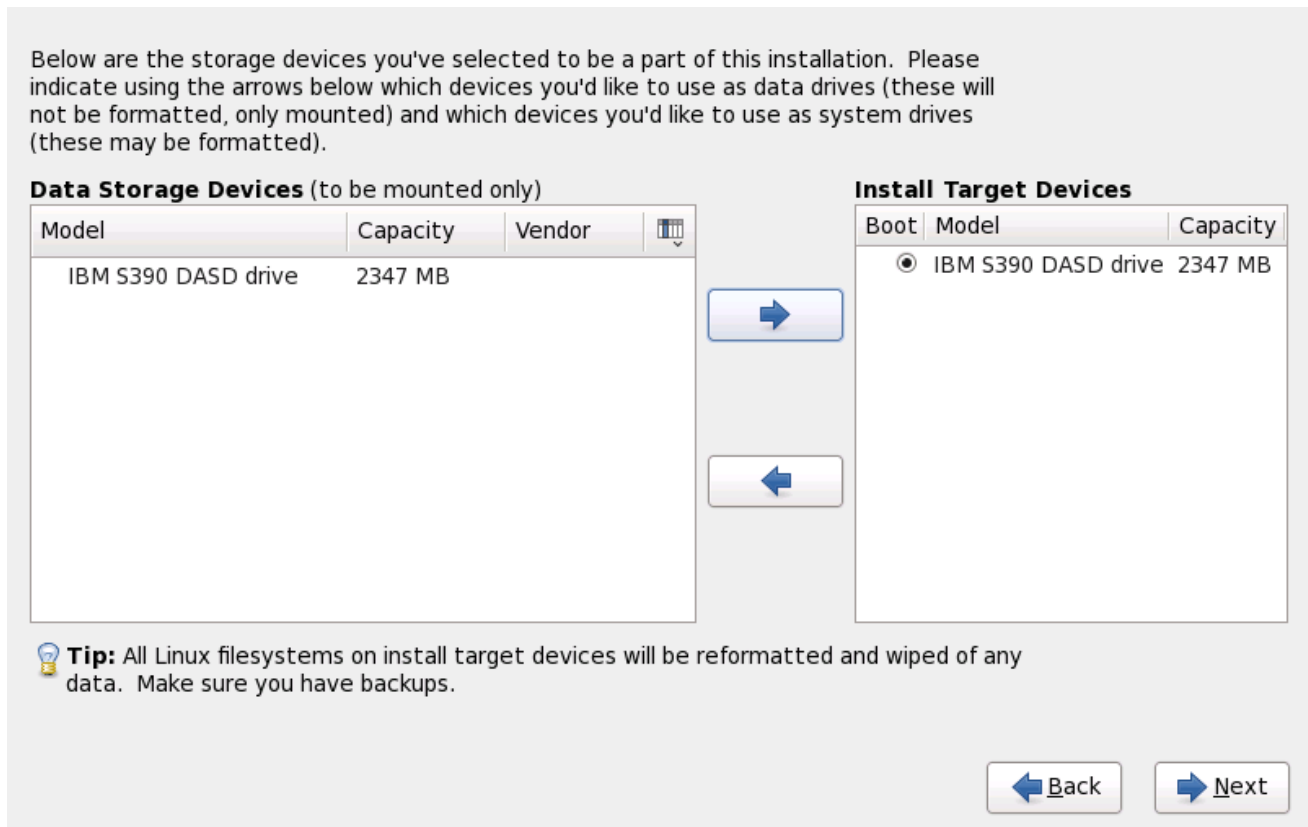 Below are the storage devices you've selected to be a part of this installation.  Please
indicate using the arrows below which devices you'd like to use as data drives (these will
not be formatted, only mounted) and which devices you'd like to use as system drives
(these may be formatted).
Data Storage Devices (to be mounted only)
Model Capacity Vendor
IBM S390 DASD drive 2347 MB
Install Target Devices
Boot Model Capacity
IBM S390 DASD drive 2347 MB
Tip: All Linux filesystems on install target devices will be reformatted and wiped of any
data.  Make sure you have backups.
Back
Next